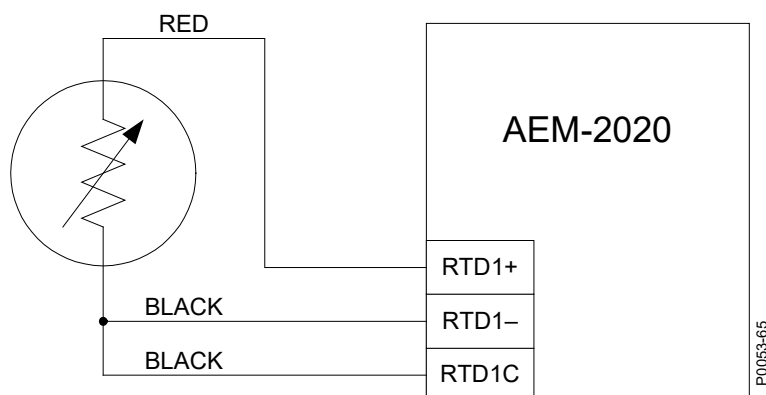 RED
AEM-2020
RTD1+
BLACK
RTD1–
BLACK
RTD1C
P0053-65